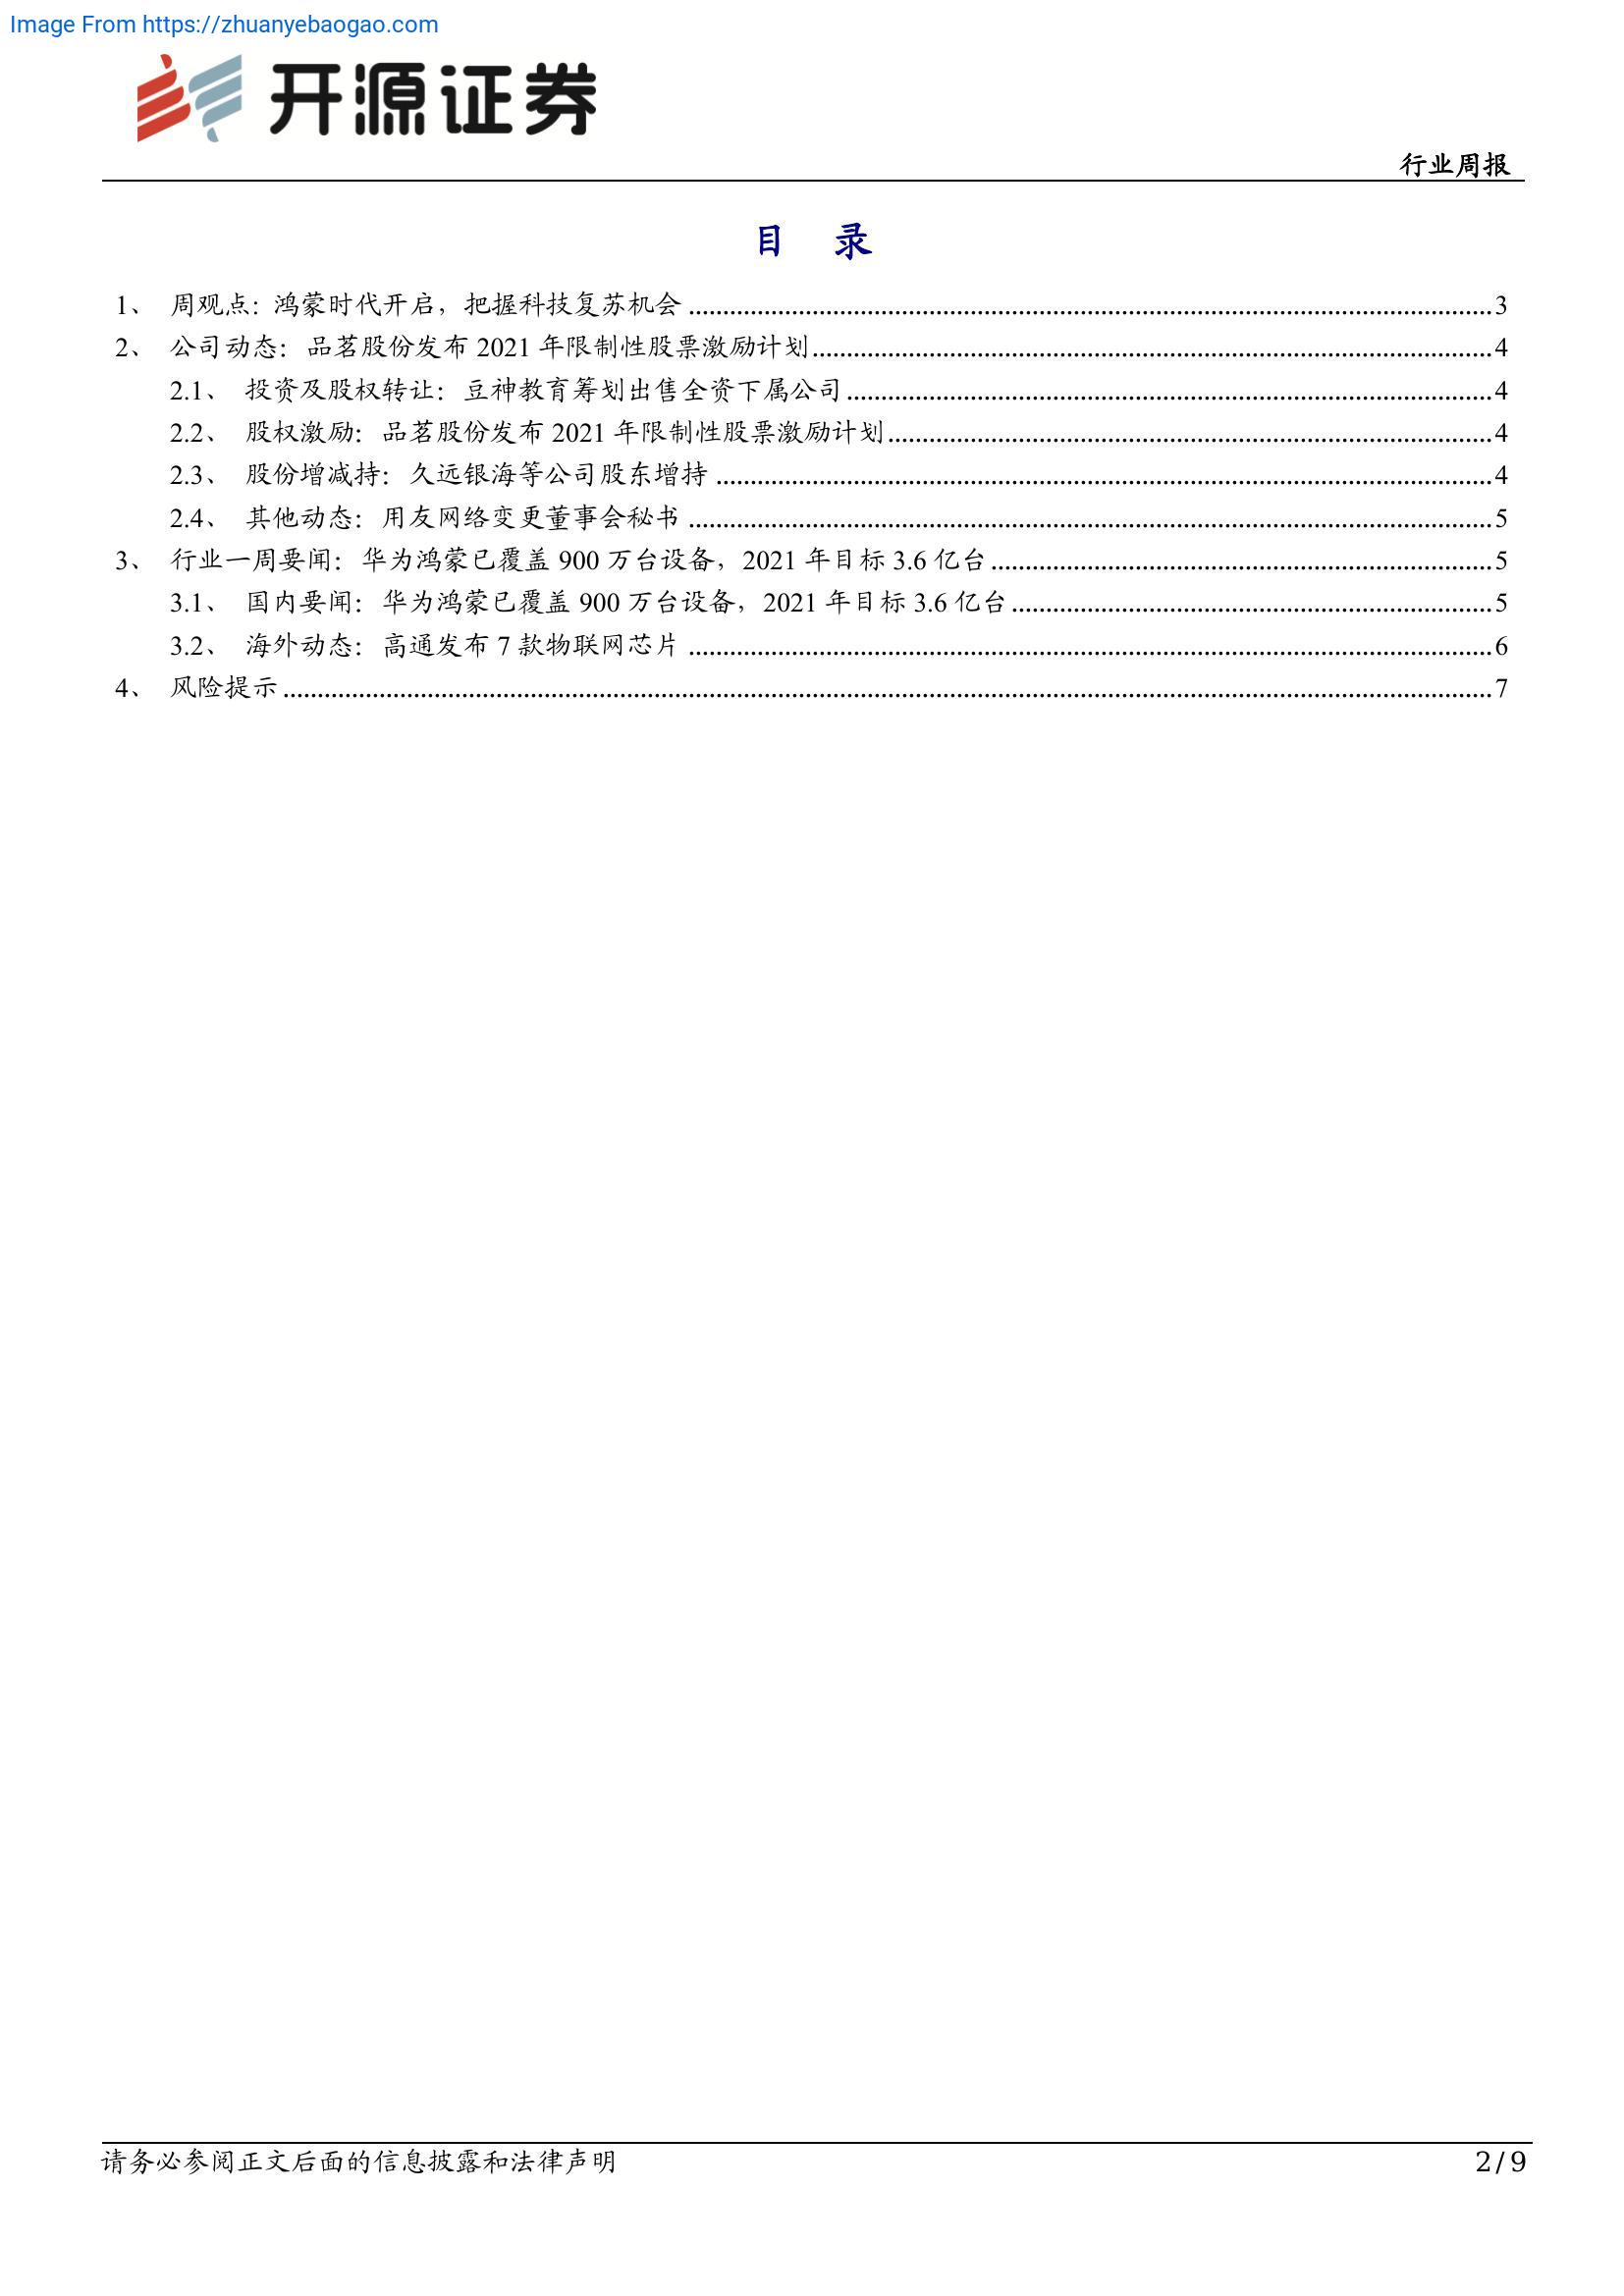 Image From https://zhuanyebaogao.com
开源证券
行业周报
目 录
1、 周观点：鸿蒙时代开启，把握科技复苏机会 3
2、 公司动态：品茗股份发布 2021 年限制性股票激励计划 4
2.1、 投资及股权转让：豆神教育筹划出售全资下属公司 4
2.2、 股权激励：品茗股份发布 2021 年限制性股票激励计划 4
2.3、 股份增减持：久远银海等公司股东增持 4
2.4、 其他动态：用友网络变更董事会秘书 5
3、 行业一周要闻：华为鸿蒙已覆盖 900 万台设备，2021 年目标 3.6 亿台 5
3.1、 国内要闻：华为鸿蒙已覆盖 900 万台设备，2021 年目标 3.6 亿台 5
3.2、 海外动态：高通发布 7 款物联网芯片 6
4、 风险提示 7
请务必参阅正文后面的信息披露和法律声明 2/9